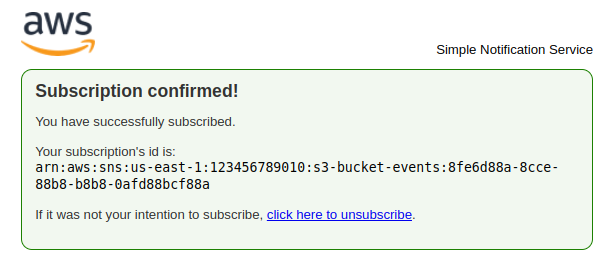 aws
Simple Notification Service
Subscription confirmed!
You have successfully subscribed.
Your subscription's id is:
arn:aws:sns:us-east-1:123456789010:s3-bucket-events:8fe6d88a-8cce-
88b8-b8b8-0afd88bcf88a
If it was not your intention to subscribe, click here to unsubscribe.